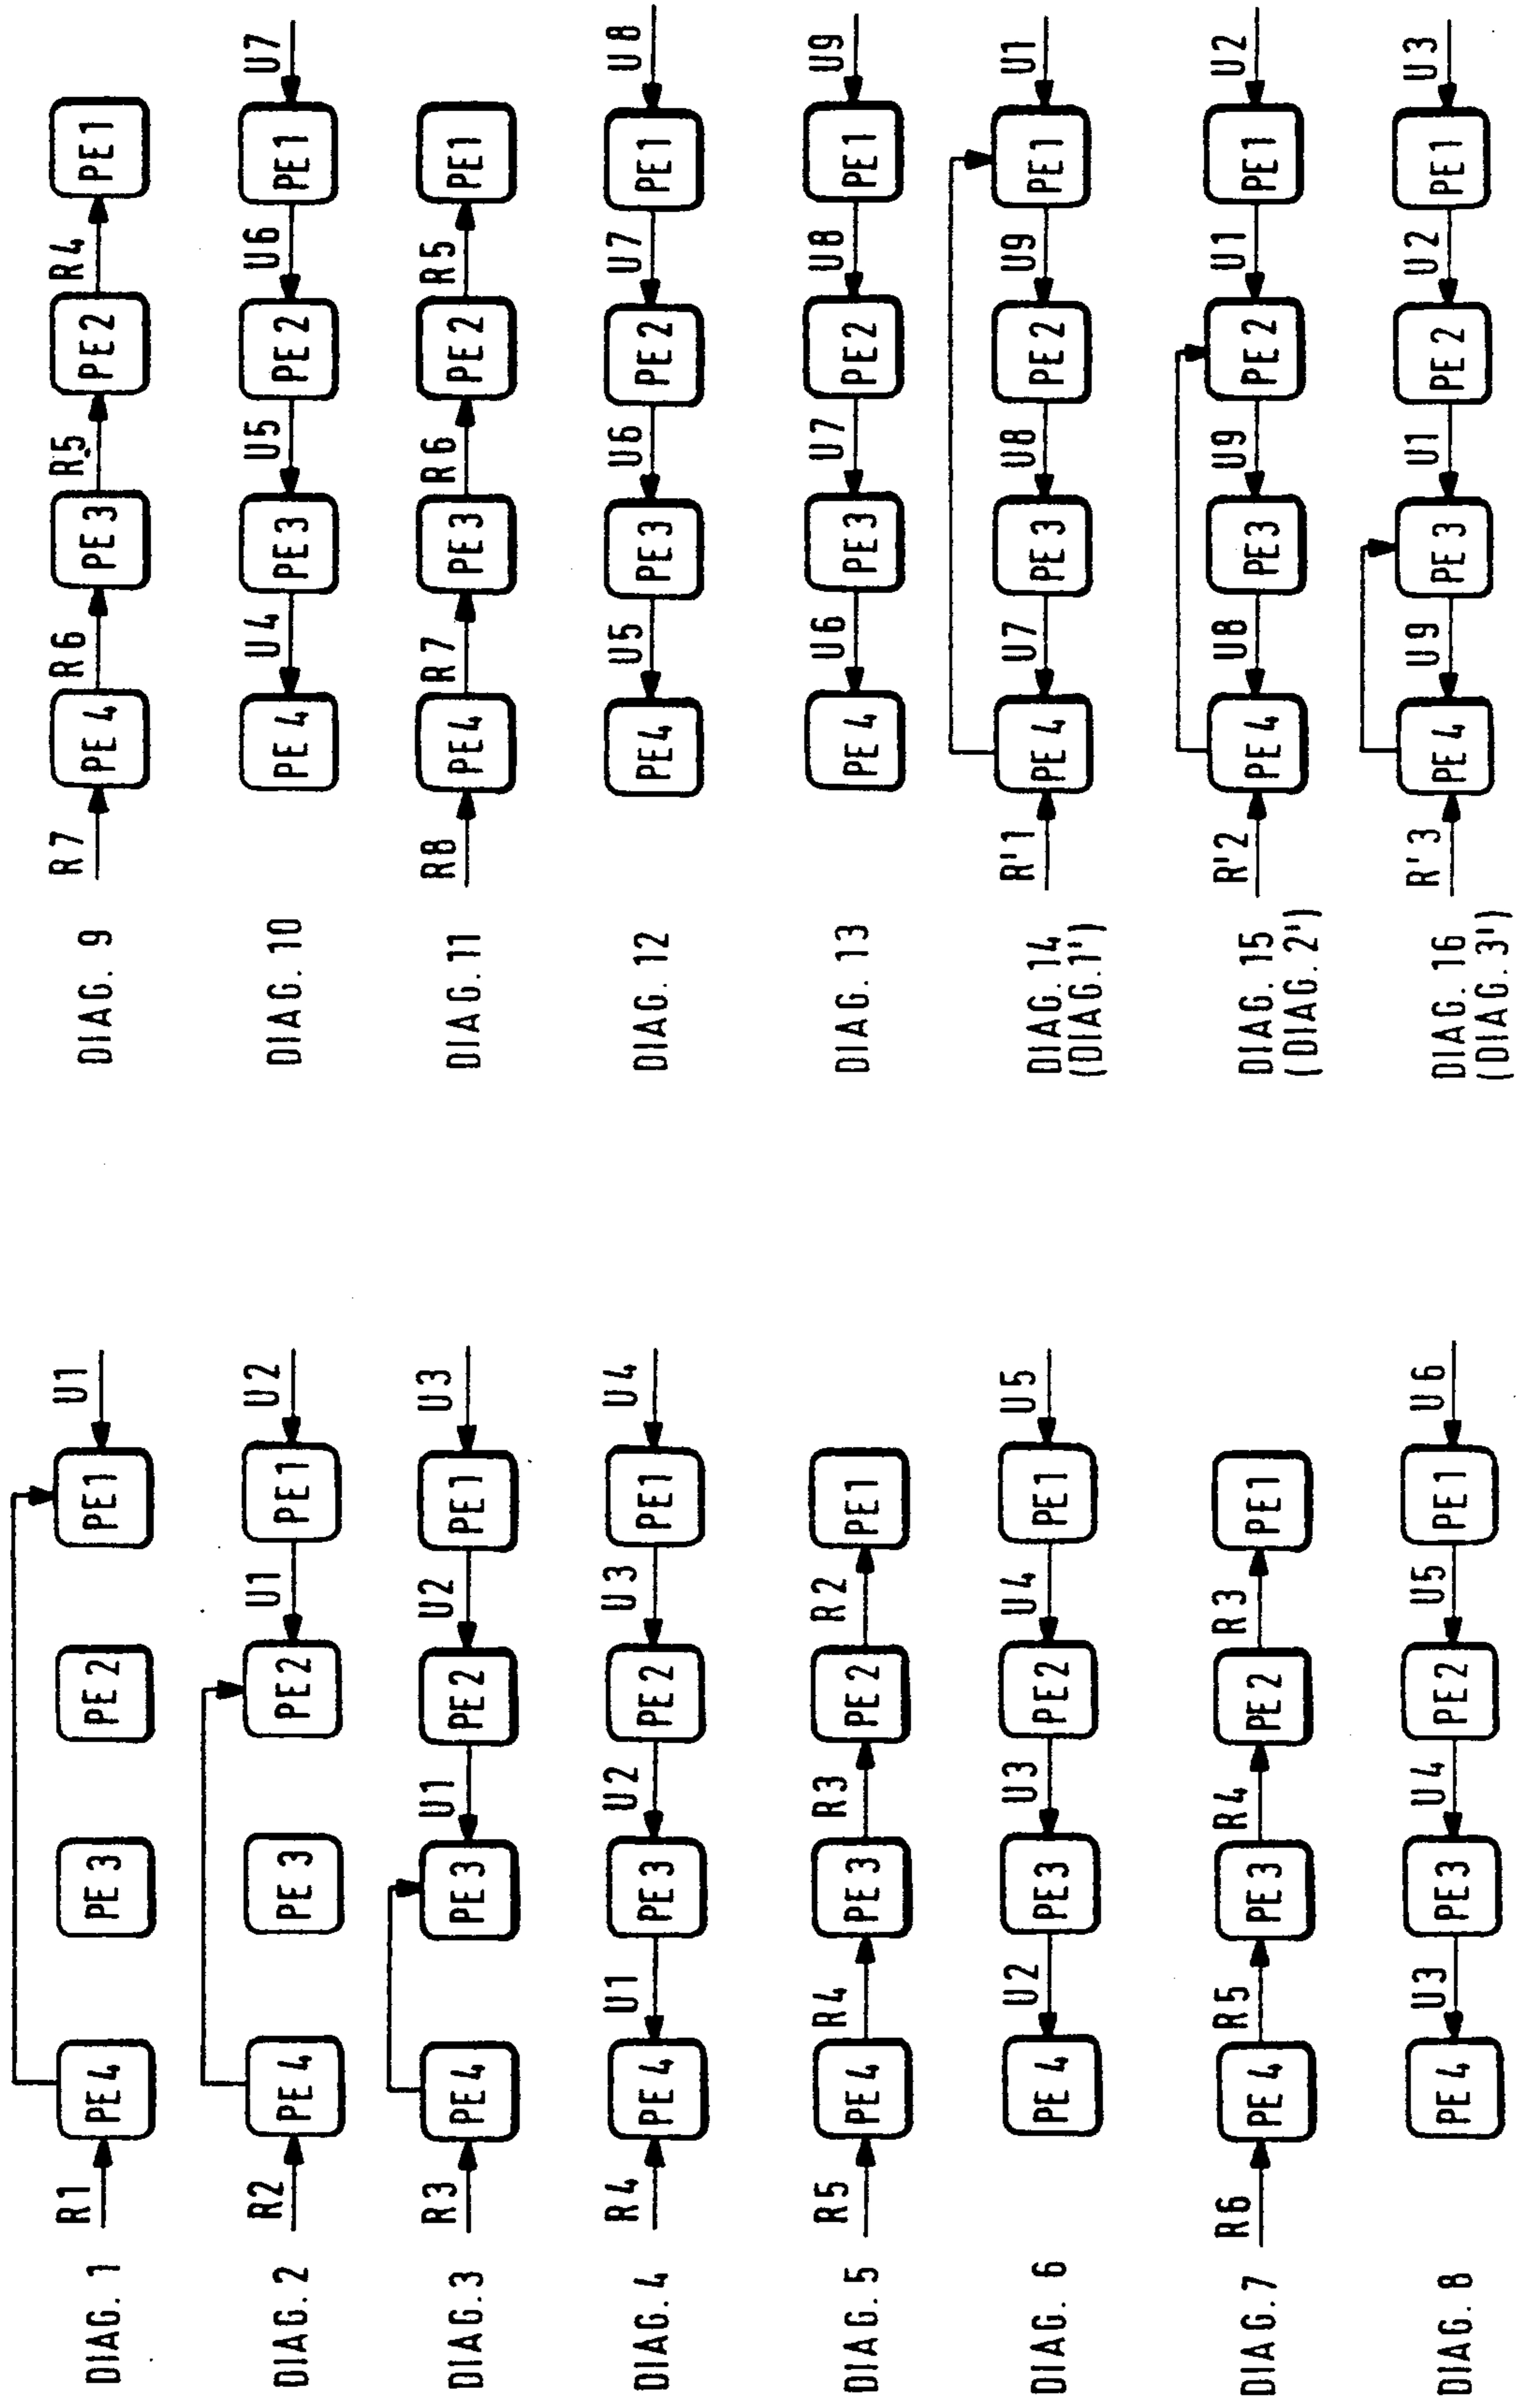 DIAG. 1 R1 PE4 PE3 PE2 PE1 U1
DIAG. 2 R2 PE4 PE3 PE2 U1 PE1 U2
DIAG. 3 R3 PE4 PE3 U1 PE2 U2 PE1 U3
DIAG. 4 R4 PE4 U1 PE3 U2 PE2 U3 PE1 U4
DIAG. 5 R5 PE4 R4 PE3 R3 PE2 R2 PE1
DIAG. 6 PE4 U2 PE3 U3 PE2 U4 PE1 U5
DIAG. 7 R6 PE4 R5 PE3 R4 PE2 R3 PE1
DIAG. 8 PE4 U3 PE3 U4 PE2 U5 PE1 U6
DIAG. 9 R7 PE4 R6 PE3 R5 PE2 R4 PE1
DIAG. 10 PE4 U4 PE3 U5 PE2 U6 PE1 U7
DIAG. 11 R8 PE4 R7 PE3 R6 PE2 R5 PE1
DIAG. 12 PE4 U5 PE3 U6 PE2 U7 PE1 U8
DIAG. 13 PE4 U6 PE3 U7 PE2 U8 PE1 U9
DIAG. 14 R'1 PE4 U7 PE3 U8 PE2 U9 PE1 U1
(DIAG. 1')
DIAG. 15 R'2 PE4 U8 PE3 U9 PE2 U1 PE1 U2
(DIAG. 2')
DIAG. 16 R'3 PE4 U9 PE3 U1 PE2 U2 PE1 U3
(DIAG. 3')